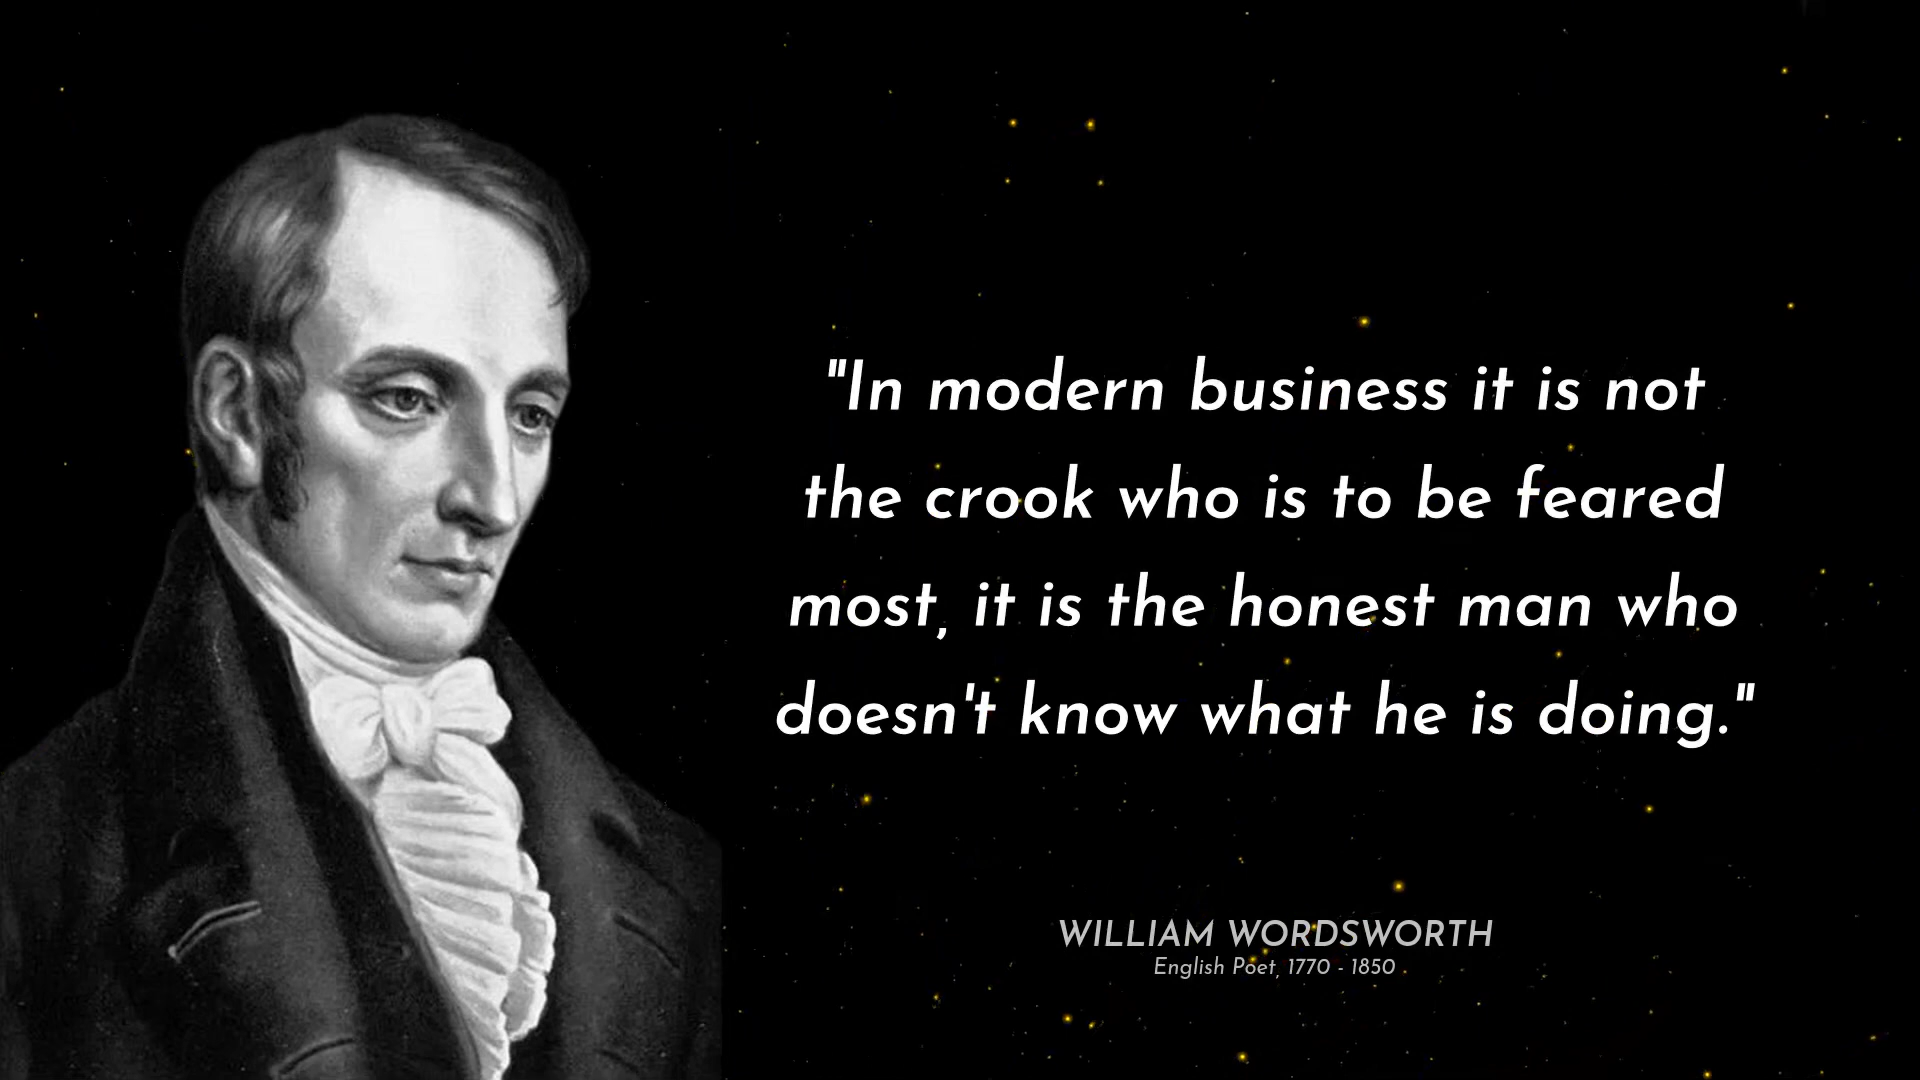 "In modern business it is not
the crook who is to be feared
most, it is the honest man who
doesn't know what he is doing."
WILLIAM WORDSWORTH
English Poet, 1770 - 1850